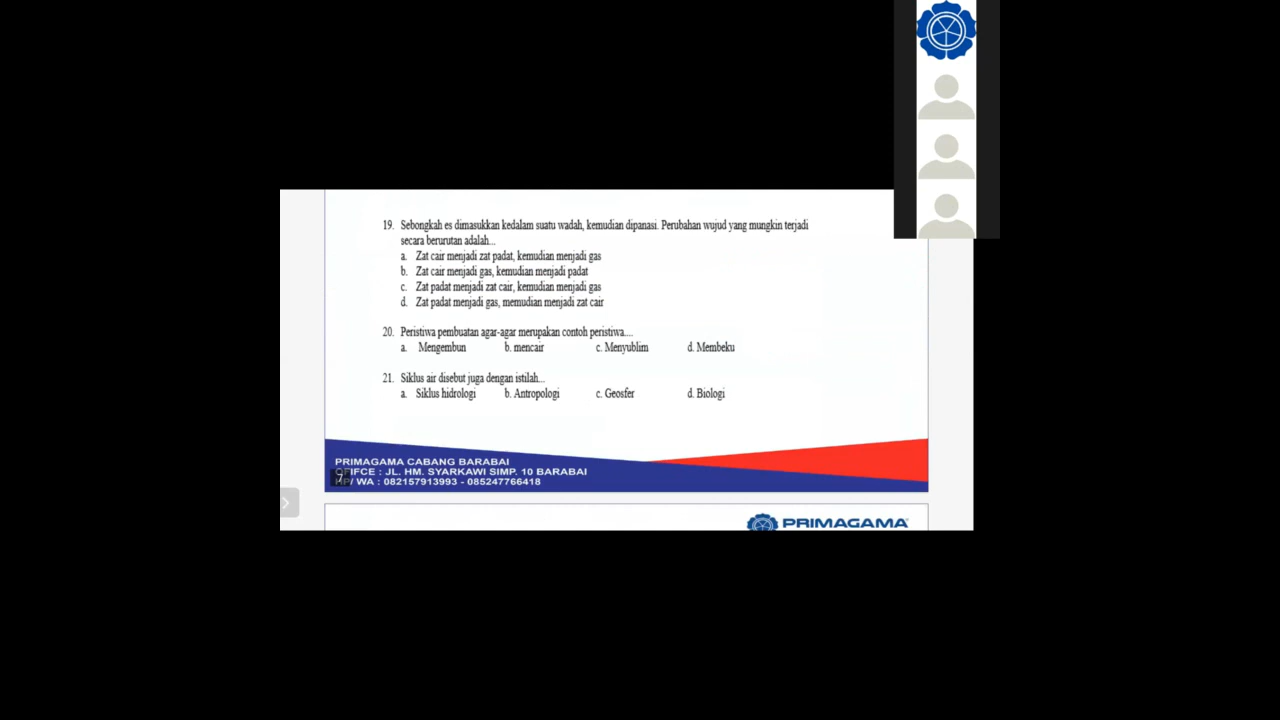 19. Sebongkah es dimasukkan kedalam suatu wadah, kemudian dipanasi. Perubahan wujud yang mungkin terjadi
secara berurutan adalah...
a. Zat cair menjadi zat padat, kemudian menjadi gas
b. Zat cair menjadi gas, kemudian menjadi padat
c. Zat padat menjadi zat cair, kemudian menjadi gas
d. Zat padat menjadi gas, memudian menjadi zat cair
20. Peristiwa pembuatan agar-agar merupakan contoh peristiwa....
a. Mengembun b. mencair c. Menyublim d. Membeku
21. Siklus air disebut juga dengan istilah...
a. Siklus hidrologi b. Antropologi c. Geosfer d. Biologi
PRIMAGAMA CABANG BARABAI
: JL. HM. SYARKAWI SIMP. 10 BARABAI
7
/ WA : 082157913993 - 085247766418
PRIMAGAMA